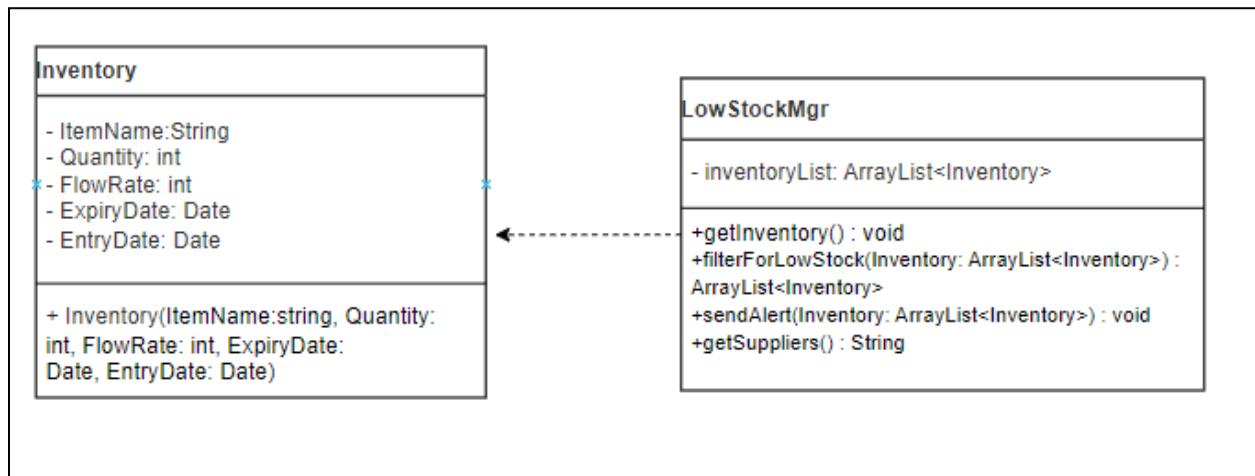 Inventory
- ItemName:String
- Quantity: int
- FlowRate: int
- ExpiryDate: Date
- EntryDate: Date
+ Inventory(ItemName:string, Quantity:
int, FlowRate: int, ExpiryDate:
Date, EntryDate: Date)
LowStockMgr
- inventoryList: ArrayList<Inventory>
+getInventory() : void
+filterForLowStock(Inventory: ArrayList<Inventory>) :
ArrayList<Inventory>
+sendAlert(Inventory: ArrayList<Inventory>) : void
+getSuppliers() : String